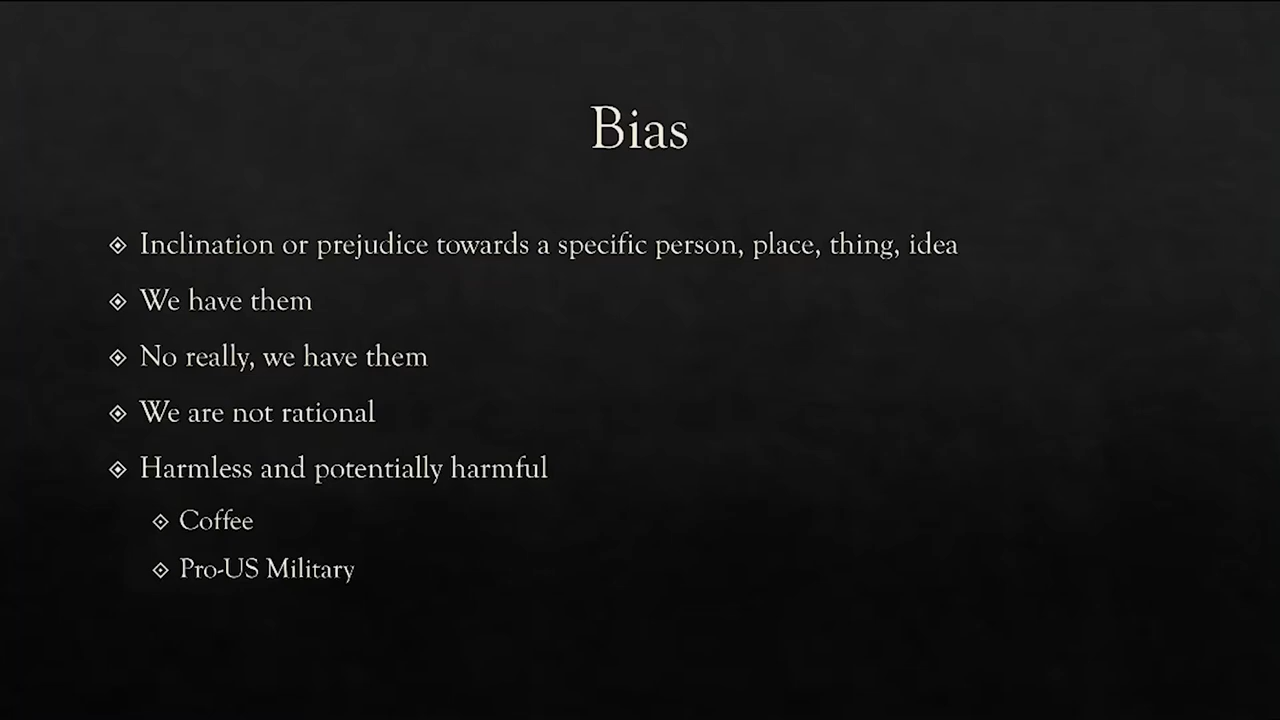 Bias
Inclination or prejudice towards a specific person, place, thing, idea
We have them
No really, we have them
We are not rational
Harmless and potentially harmful
Coffee
Pro-US Military